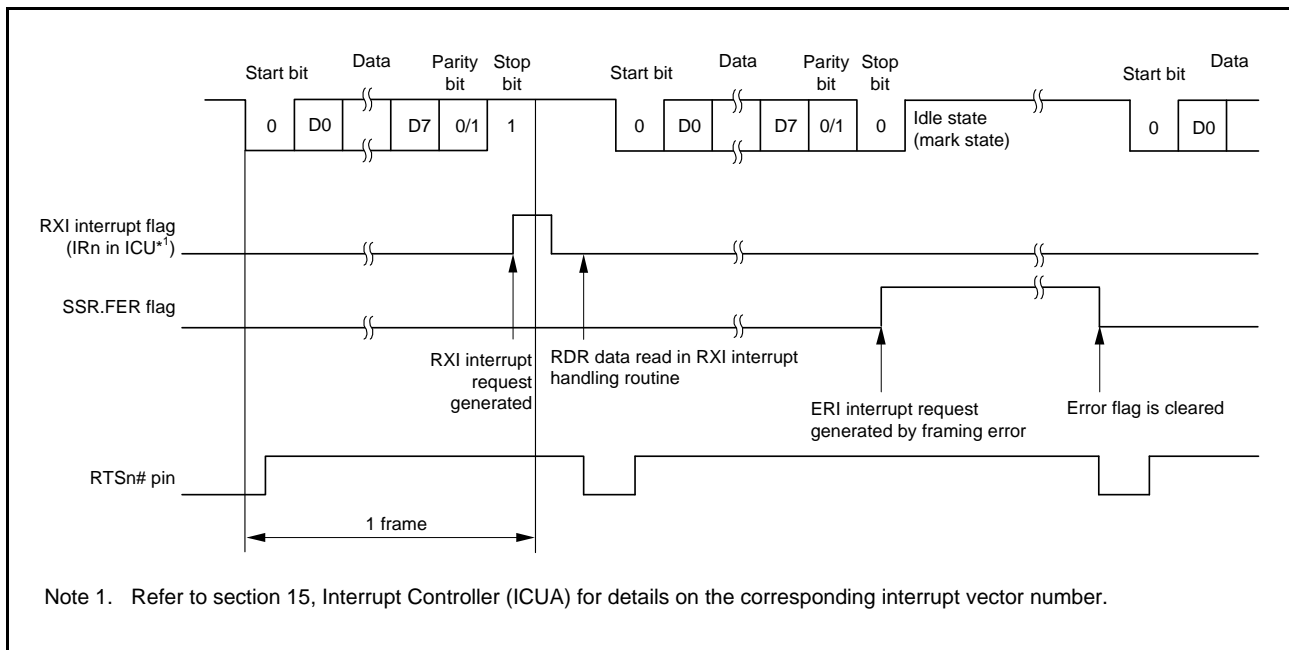 Start bit
Data
Parity
bit
Stop
bit
Start bit
Data
Parity
bit
Stop
bit
Start bit
Data
0
D0
D7
0/1
1
0
D0
D7
0/1
0
Idle state
(mark state)
0
D0
RXI interrupt flag
(IRn in ICU*1)
SSR.FER flag
RXI interrupt
request
generated
RDR data read in RXI interrupt
handling routine
ERI interrupt request
generated by framing error
Error flag is cleared
RTSn# pin
1 frame
Note 1. Refer to section 15, Interrupt Controller (ICUA) for details on the corresponding interrupt vector number.